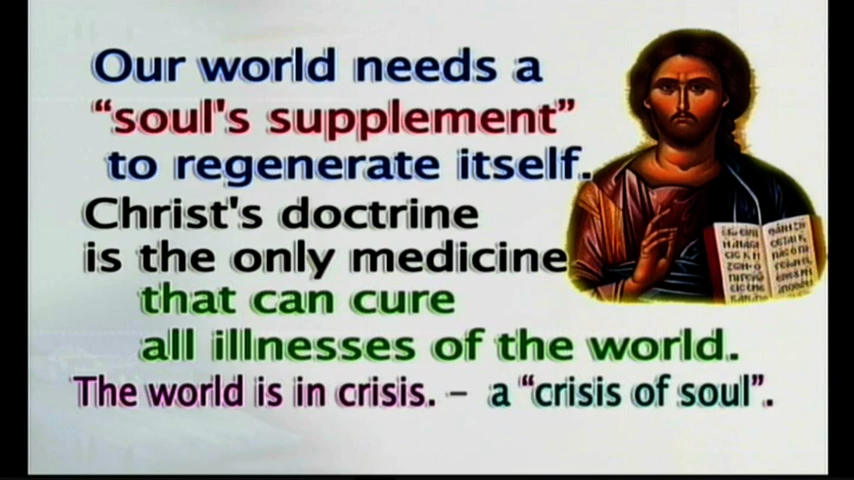 Our world needs a
“soul's supplement”
to regenerate itself.
Christ's doctrine
is the only medicine
that can cure
all illnesses of the world.
The world is in crisis. – a “crisis of soul”.